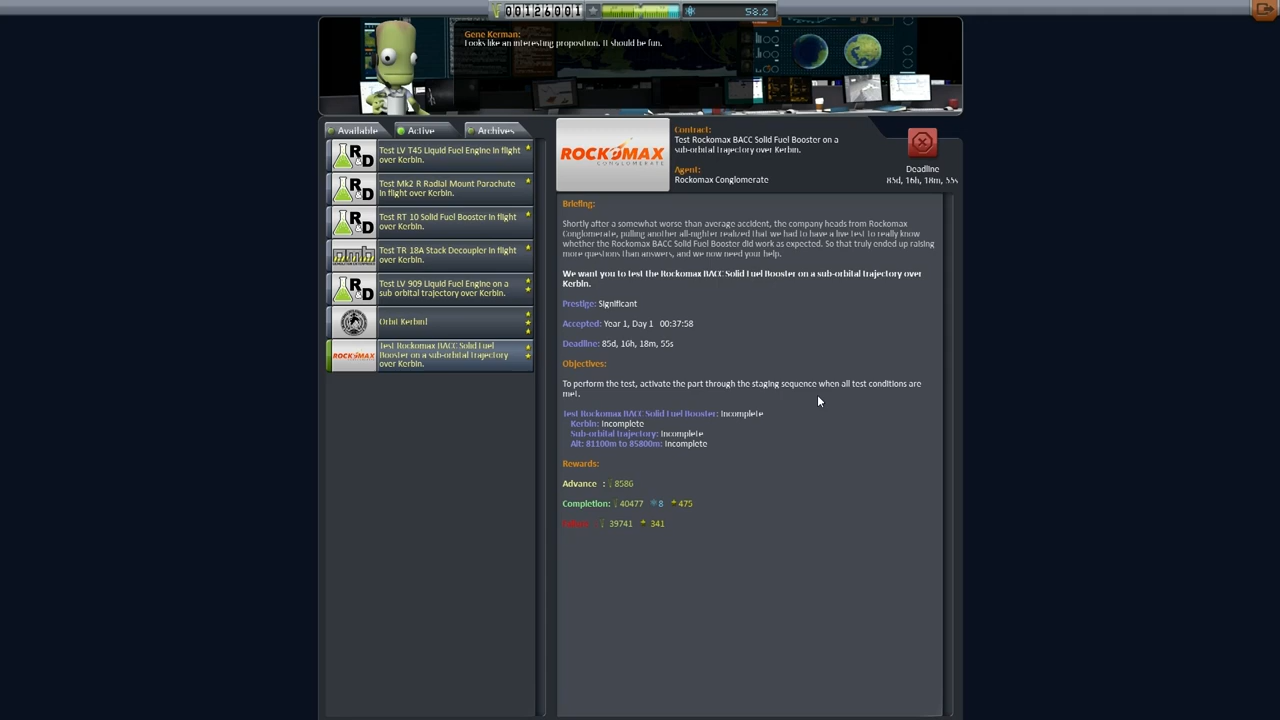 00126001
58.2
Gene Kerman:
Looks like an interesting proposition. It should be fun.
Available
Active
Archives
R&D
Test LV T45 Liquid Fuel Engine in flight
over Kerbin.
R&D
Test Mk2 R Radial Mount Parachute
in flight over Kerbin.
R&D
Test RT 10 Solid Fuel Booster in flight
over Kerbin.
Test TR 18A Stack Decoupler in flight
over Kerbin.
R&D
Test LV 909 Liquid Fuel Engine on a
sub orbital trajectory over Kerbin.
Orbit Kerbin!
ROCKOMAX
Test Rockomax BACC Solid Fuel
Booster on a sub-orbital trajectory
over Kerbin.
ROCKOMAX
CONGLOMERATE
Contract:
Test Rockomax BACC Solid Fuel Booster on a
sub-orbital trajectory over Kerbin.
Agent:
Rockomax Conglomerate
Deadline
85d, 16h, 18m, 55s
Briefing:
Shortly after a somewhat worse than average accident, the company heads from Rockomax
Conglomerate, pulling another all-nighter realized that we had to have a live test to really know
whether the Rockomax BACC Solid Fuel Booster did work as expected. So that truly ended up raising
more questions than answers, and we now need your help.
We want you to test the Rockomax BACC Solid Fuel Booster on a sub-orbital trajectory over
Kerbin.
Prestige: Significant
Accepted: Year 1, Day 1 00:37:58
Deadline: 85d, 16h, 18m, 55s
Objectives:
To perform the test, activate the part through the staging sequence when all test conditions are
met.
Test Rockomax BACC Solid Fuel Booster: Incomplete
Kerbin: Incomplete
Sub-orbital trajectory: Incomplete
Alt: 81100m to 85800m: Incomplete
Rewards:
Advance : 8586
Completion: 40477 8 475
39741 341